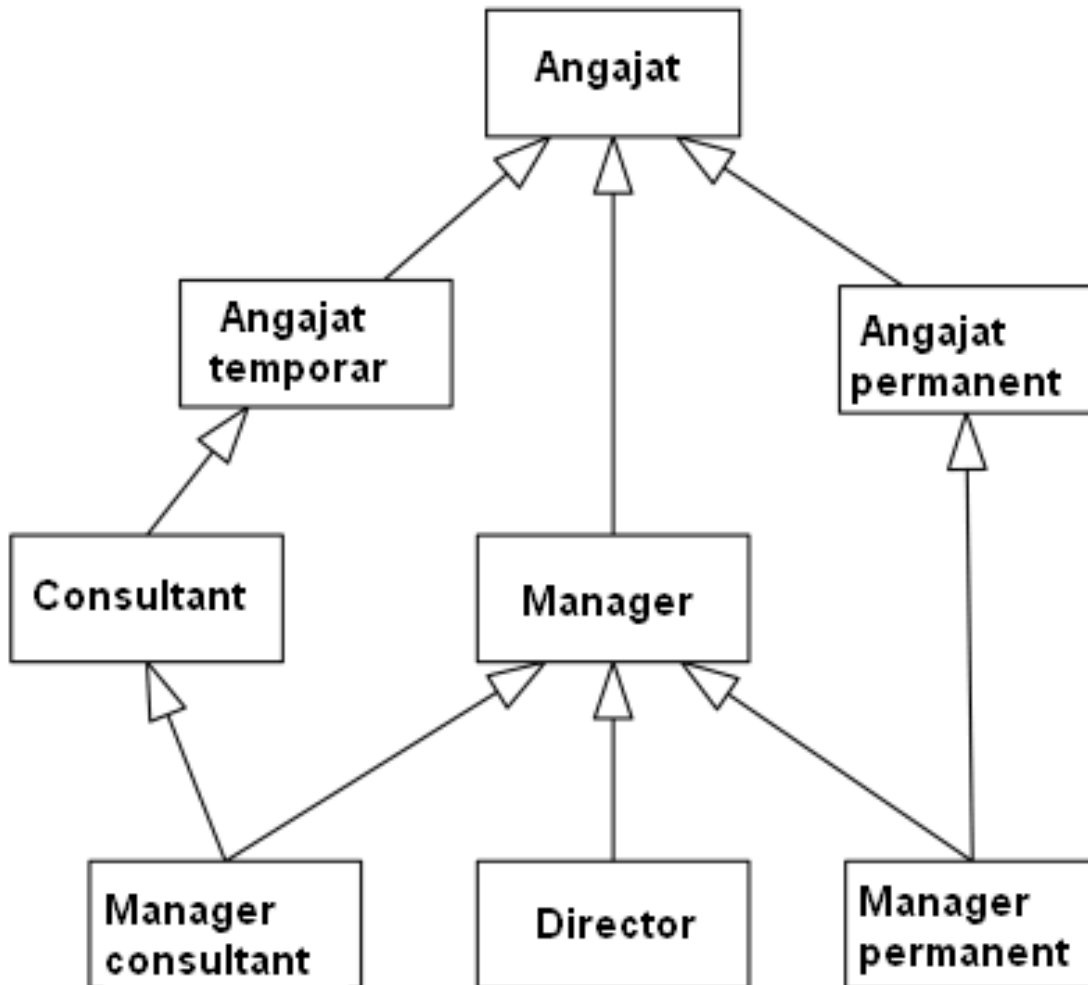 Angajat
Angajat
temporar
Angajat
permanent
Consultant
Manager
Manager
consultant
Director
Manager
permanent